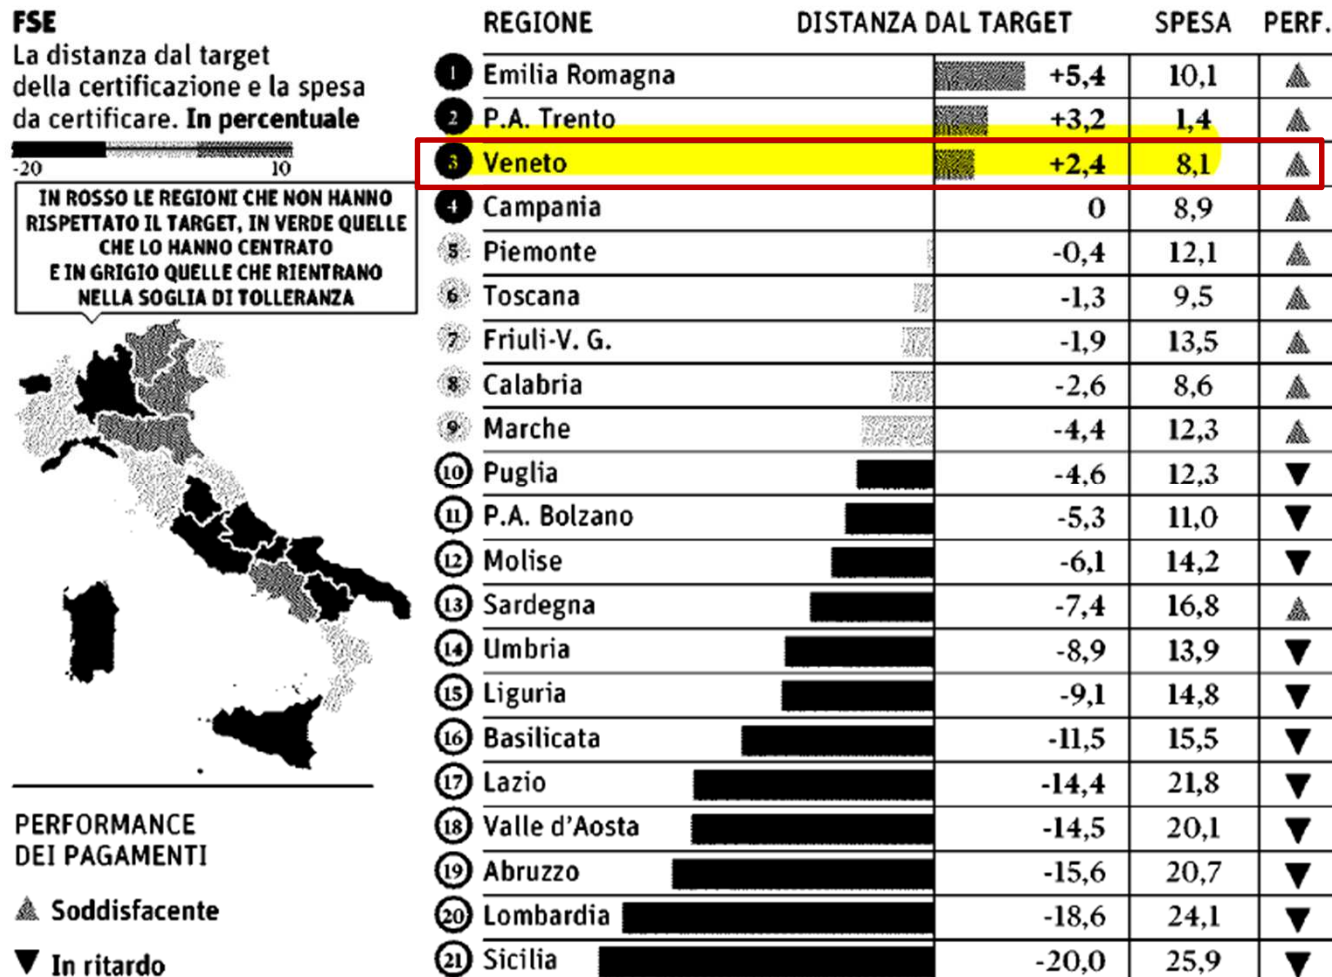 FSE
La distanza dal target
della certificazione e la spesa
da certificare. In percentuale
-20 10
IN ROSSO LE REGIONI CHE NON HANNO
RISPETTATO IL TARGET, IN VERDE QUELLE
CHE LO HANNO CENTRATO
E IN GRIGIO QUELLE CHE RIENTRANO
NELLA SOGLIA DI TOLLERANZA
PERFORMANCE
DEI PAGAMENTI
Soddisfacente
In ritardo
REGIONE DISTANZA DAL TARGET SPESA PERF.
1 Emilia Romagna +5,4 10,1
2 P.A. Trento +3,2 1,4
3 Veneto +2,4 8,1
4 Campania 0 8,9
5 Piemonte -0,4 12,1
6 Toscana -1,3 9,5
7 Friuli-V. G. -1,9 13,5
8 Calabria -2,6 8,6
9 Marche -4,4 12,3
10 Puglia -4,6 12,3
11 P.A. Bolzano -5,3 11,0
12 Molise -6,1 14,2
13 Sardegna -7,4 16,8
14 Umbria -8,9 13,9
15 Liguria -9,1 14,8
16 Basilicata -11,5 15,5
17 Lazio -14,4 21,8
18 Valle d'Aosta -14,5 20,1
19 Abruzzo -15,6 20,7
20 Lombardia -18,6 24,1
21 Sicilia -20,0 25,9